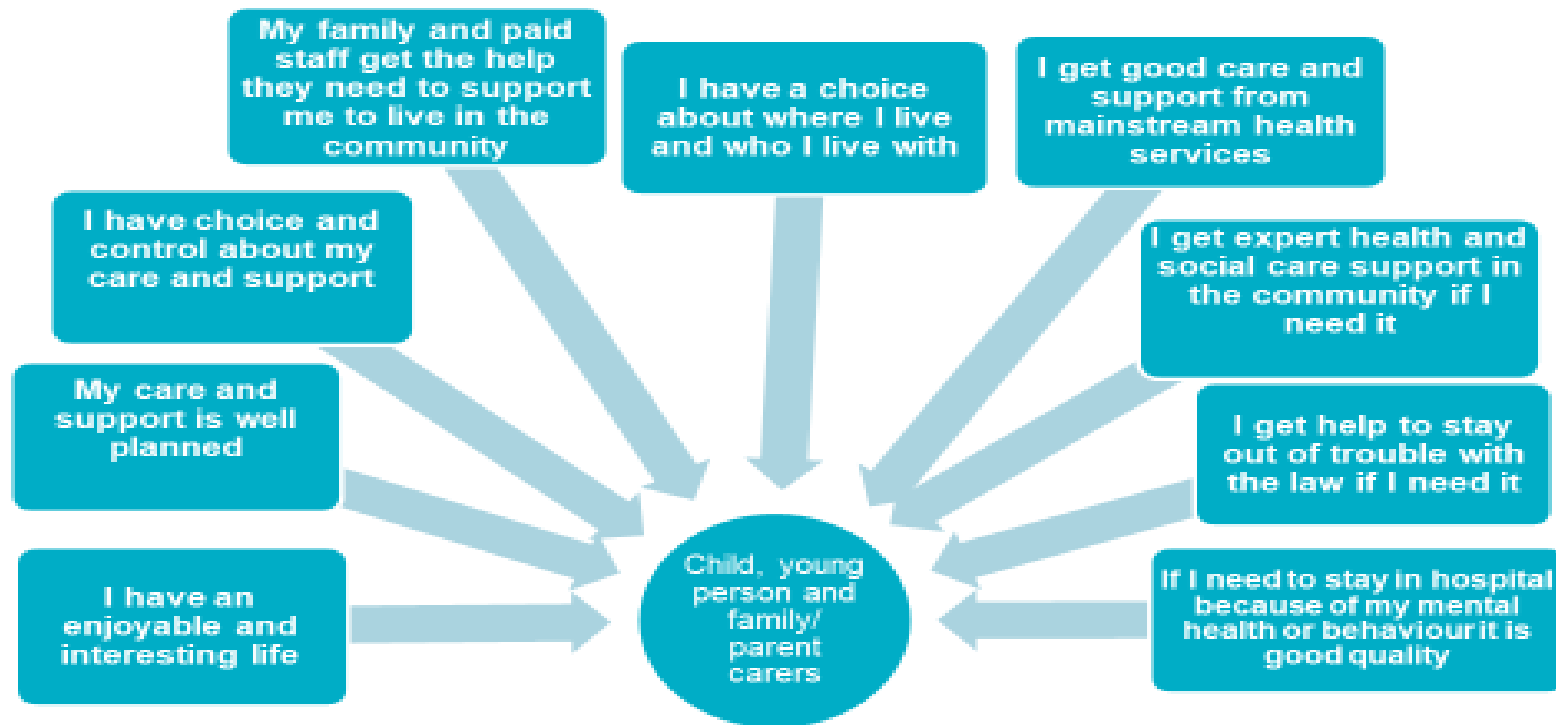 My family and paid
staff get the help
they need to support
me to live in the
community
I have a choice
about where I live
and who I live with
I get good care and
support from
mainstream health
services
I have choice and
control about my
care and support
I get expert health and
social care support in
the community if I
need it
My care and
support is well
planned
I get help to stay
out of trouble with
the law if I need it
I have an
enjoyable and
interesting life
Child, young
person and
family/
parent
carers
If I need to stay in hospital
because of my mental
health or behaviour it is
good quality